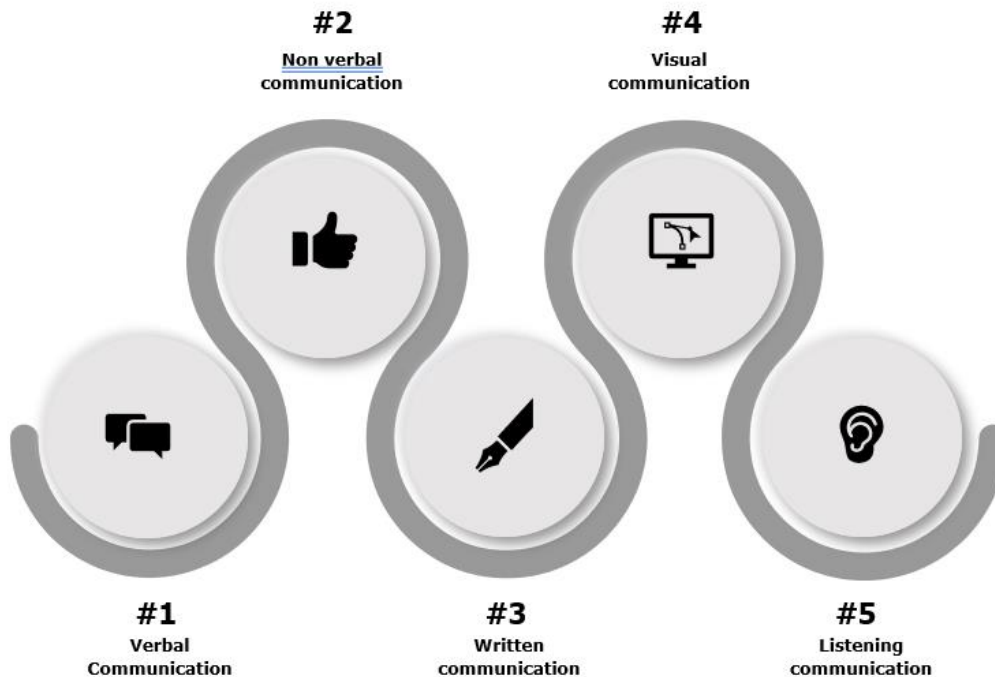 #2
Non verbal
communication
#4
Visual
communication
#1
Verbal
Communication
#3
Written
communication
#5
Listening
communication